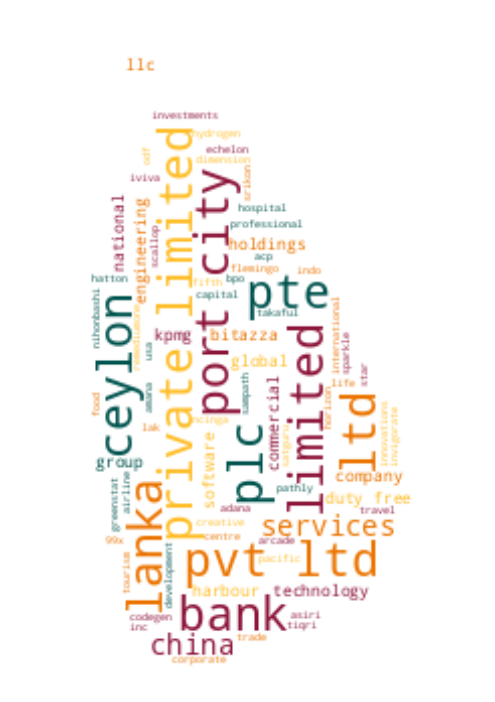 llc
investments
hydrogen
private limited
odf
echelon
dimension
iviva
srikon
port city
national
engineering
scallop
hospital
professional
holdings
acp
flemingo
indo
hatton
fifth
bpo
pte
capital
takaful
nihonbashi
ceylon
kpmg
bitazza
international
usa
global
limited
sparkle
star
life
sampath
commercial
amana
food
horizon
ltd
lak
plc
software
satguru
innovations
invigorate
group
company
pathly
greenstat
airline
lanka
duty free
adana
travel
creative
services
99x
centre
arcade
development
pvt ltd
pacific
tourism
harbour
technology
bank
codegen
inc
asiri
tiqri
china
trade
corporate